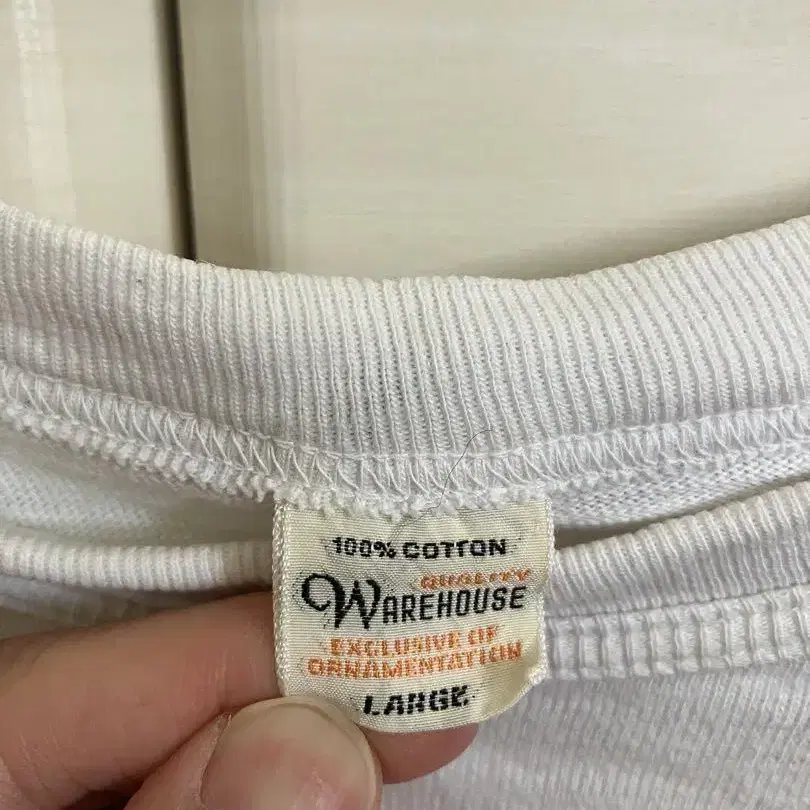 100% COTTON
QUALITY
WAREHOUSE
EXCLUSIVE OF
ORNAMENTATION
LARGE